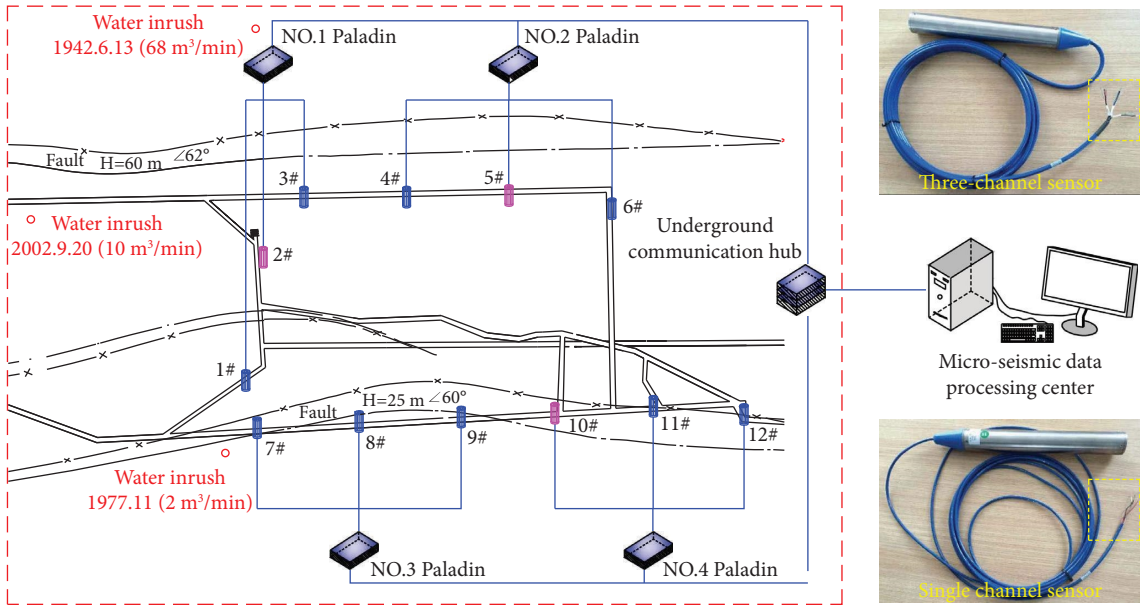 Water inrush
1942.6.13 (68 m³/min)
NO.1 Paladin
NO.2 Paladin
Three-channel sensor
Fault H=60 m ∠62°
3#
4#
5#
6#
Water inrush
2002.9.20 (10 m³/min)
2#
Underground
communication hub
Micro-seismic data
processing center
1#
H=25 m ∠60°
Fault
7#
8#
9#
10#
11#
12#
Water inrush
1977.11 (2 m³/min)
NO.3 Paladin
NO.4 Paladin
Single channel sensor